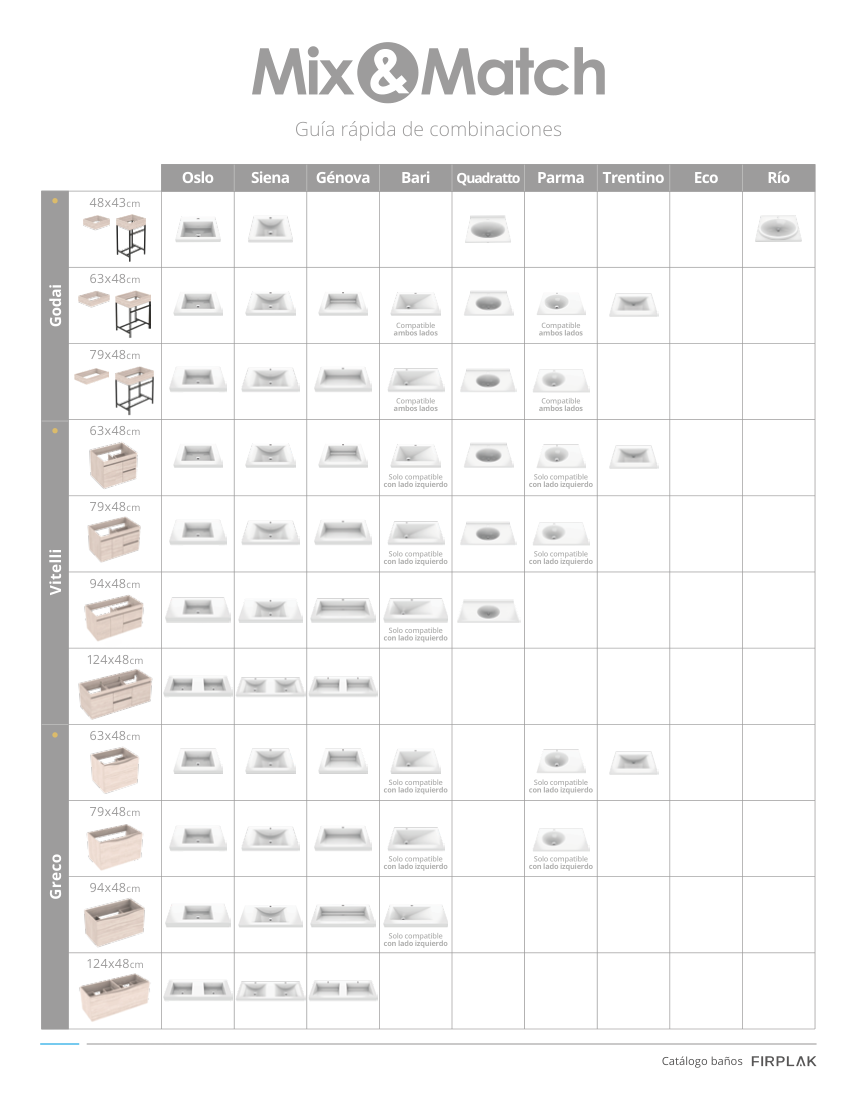 Mix&Match
Guía rápida de combinaciones
Oslo Siena Génova Bari Quadratto Parma Trentino Eco Río
Godai
48x43cm
63x48cm
Compatible
ambos lados
Compatible
ambos lados
79x48cm
Compatible
ambos lados
Compatible
ambos lados
Vitelli
63x48cm
Solo compatible
con lado izquierdo
Solo compatible
con lado izquierdo
79x48cm
Solo compatible
con lado izquierdo
Solo compatible
con lado izquierdo
94x48cm
Solo compatible
con lado izquierdo
124x48cm
Greco
63x48cm
Solo compatible
con lado izquierdo
Solo compatible
con lado izquierdo
79x48cm
Solo compatible
con lado izquierdo
Solo compatible
con lado izquierdo
94x48cm
Solo compatible
con lado izquierdo
124x48cm
Catálogo baños FIRPLAK